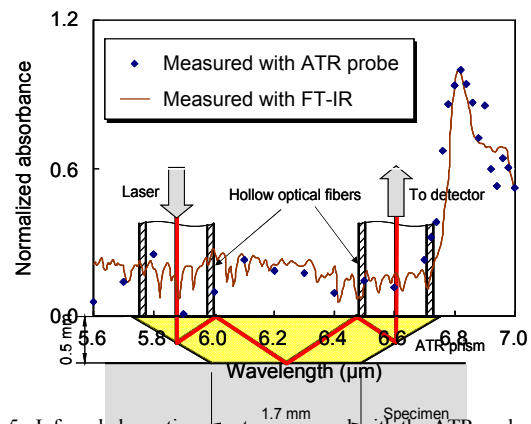 1.2
Measured with ATR probe
Measured with FT-IR
Normalized absorbance
0.6
Laser
Hollow optical fibers
To detector
0.0
5.6 5.8 6.0 6.2 6.4 6.6 6.8 7.0
0.5 mm
ATR prism
Wavelength (μm)
1.7 mm
Specimen